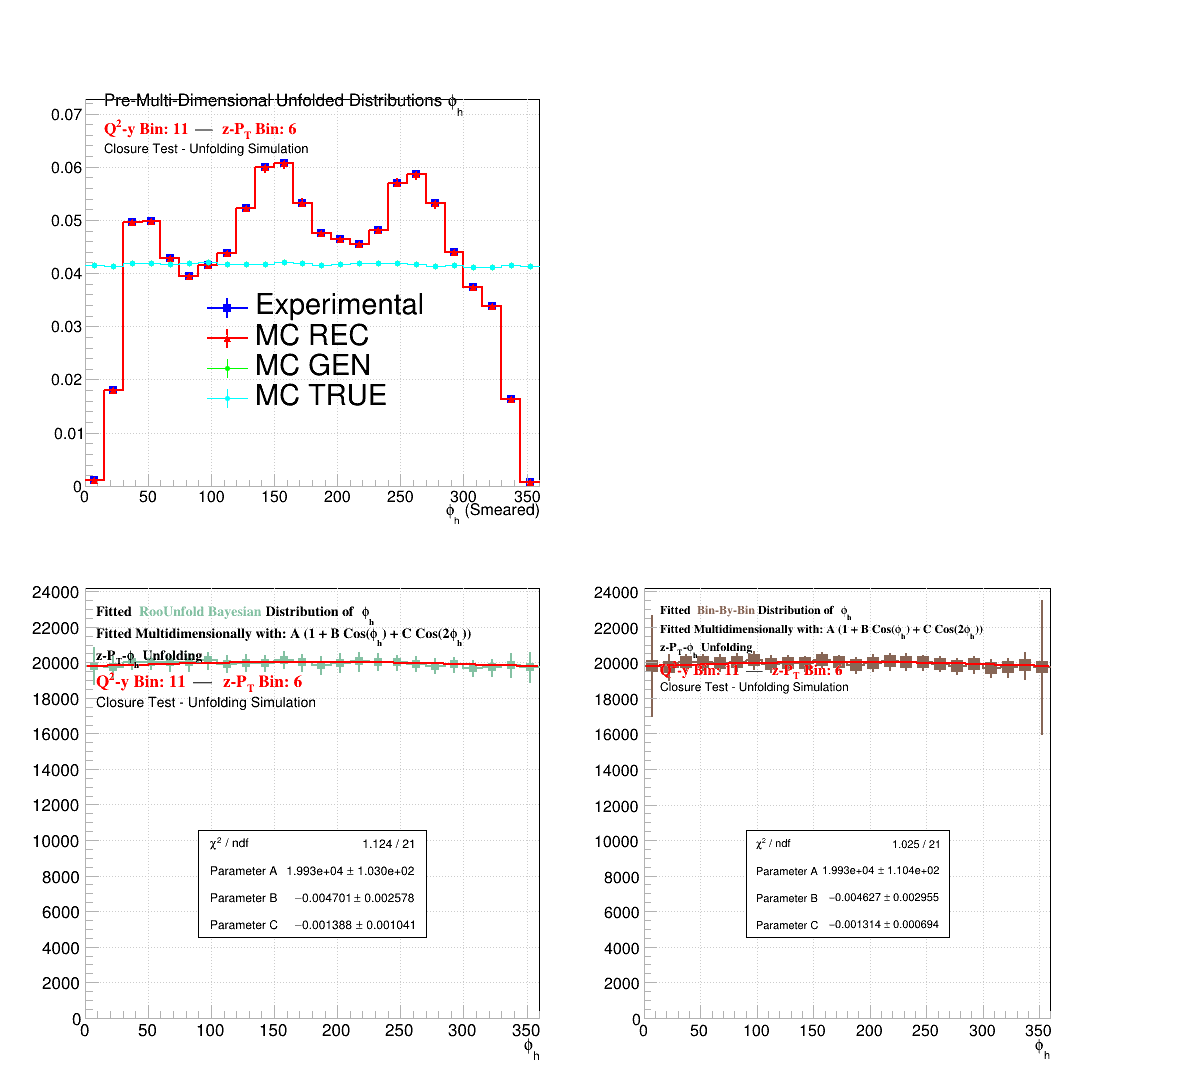 Pre-Multi-Dimensional Unfolded Distributions ϕh
Q2-y Bin: 11 — z-PT Bin: 6
Closure Test - Unfolding Simulation
0.07
0.06
0.05
0.04
0.03
0.02
0.01
0
Experimental
MC REC
MC GEN
MC TRUE
0 50 100 150 200 250 300 350
ϕh (Smeared)
24000
22000
20000
18000
16000
14000
12000
10000
8000
6000
4000
2000
0
Fitted RooUnfold Bayesian Distribution of ϕh
Fitted Multidimensionally with: A (1 + B Cos(ϕh) + C Cos(2ϕh))
z-PT-ϕh Unfolding
Q2-y Bin: 11 — z-PT Bin: 6
Closure Test - Unfolding Simulation
χ2 / ndf 1.124 / 21
Parameter A 1.993e+04 ± 1.030e+02
Parameter B −0.004701 ± 0.002578
Parameter C −0.001388 ± 0.001041
0 50 100 150 200 250 300 350
ϕh
24000
22000
20000
18000
16000
14000
12000
10000
8000
6000
4000
2000
0
Fitted Bin-By-Bin Distribution of ϕh
Fitted Multidimensionally with: A (1 + B Cos(ϕh) + C Cos(2ϕh))
z-PT-ϕh Unfolding
Q2-y Bin: 11 — z-PT Bin: 6
Closure Test - Unfolding Simulation
χ2 / ndf 1.025 / 21
Parameter A 1.993e+04 ± 1.104e+02
Parameter B −0.004627 ± 0.002955
Parameter C −0.001314 ± 0.000694
0 50 100 150 200 250 300 350
ϕh